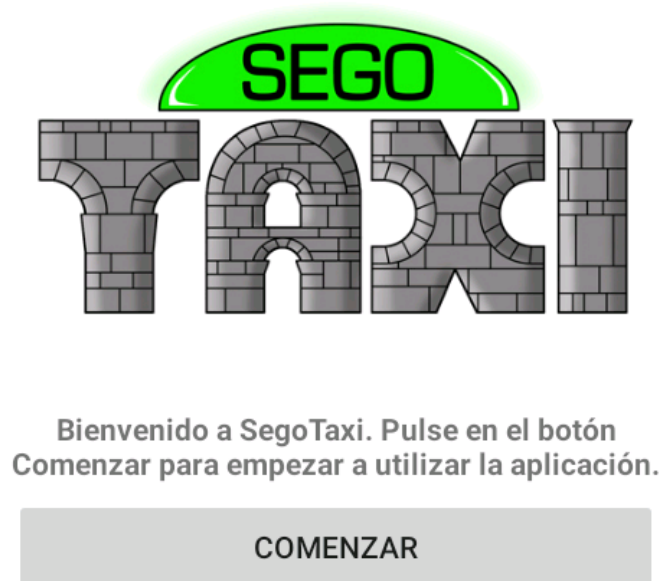 SEGO
TAXI
Bienvenido a SegoTaxi. Pulse en el botón
Comenzar para empezar a utilizar la aplicación.
COMENZAR